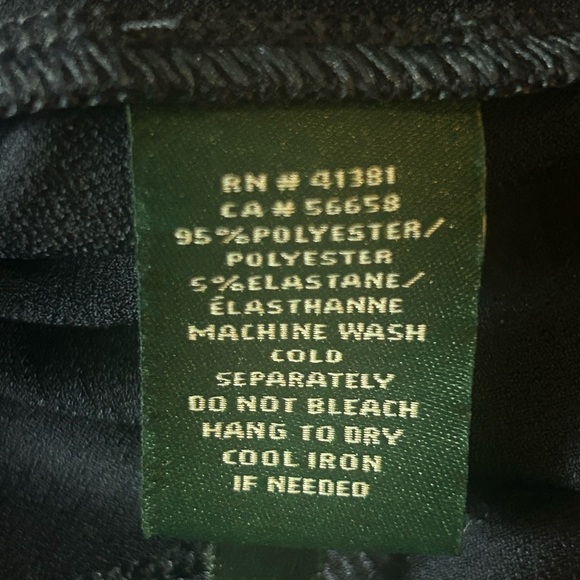 RN # 41381
CA # 56658
95%POLYESTER/
POLYESTER
5%ELASTANE/
ÉLASTHANNE
MACHINE WASH
COLD
SEPARATELY
DO NOT BLEACH
HANG TO DRY
COOL IRON
IF NEEDED